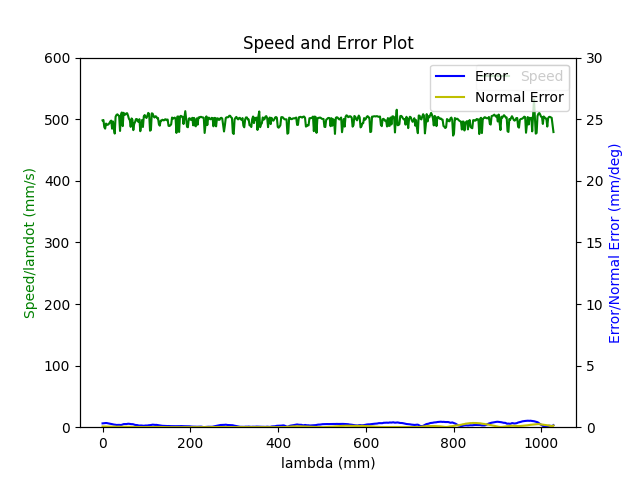 Speed and Error Plot
600
500
400
300
200
100
0
Speed/lamdot (mm/s)
30
25
20
15
10
5
0
Error/Normal Error (mm/deg)
Error
Speed
Normal Error
0 200 400 600 800 1000
lambda (mm)